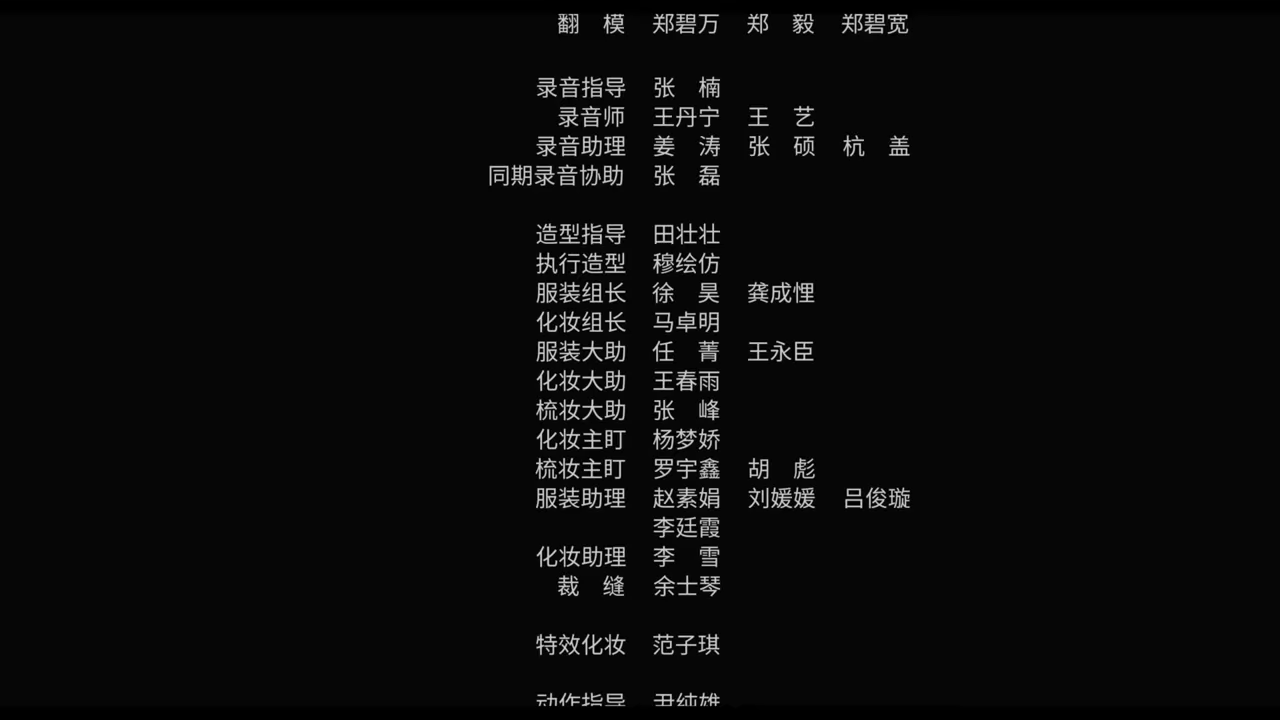 翻　模　郑碧万　郑　毅　郑碧宽
录音指导　张　楠
录音师　王丹宁　王　艺
录音助理　姜　涛　张　硕　杭　盖
同期录音协助　张　磊
造型指导　田壮壮
执行造型　穆绘仿
服装组长　徐　昊　龚成悝
化妆组长　马卓明
服装大助　任　菁　王永臣
化妆大助　王春雨
梳妆大助　张　峰
化妆主盯　杨梦娇
梳妆主盯　罗宇鑫　胡　彪
服装助理　赵素娟　刘媛媛　吕俊璇
李廷霞
化妆助理　李　雪
裁　缝　余士琴
特效化妆　范子琪
动作指导　尹纯雄